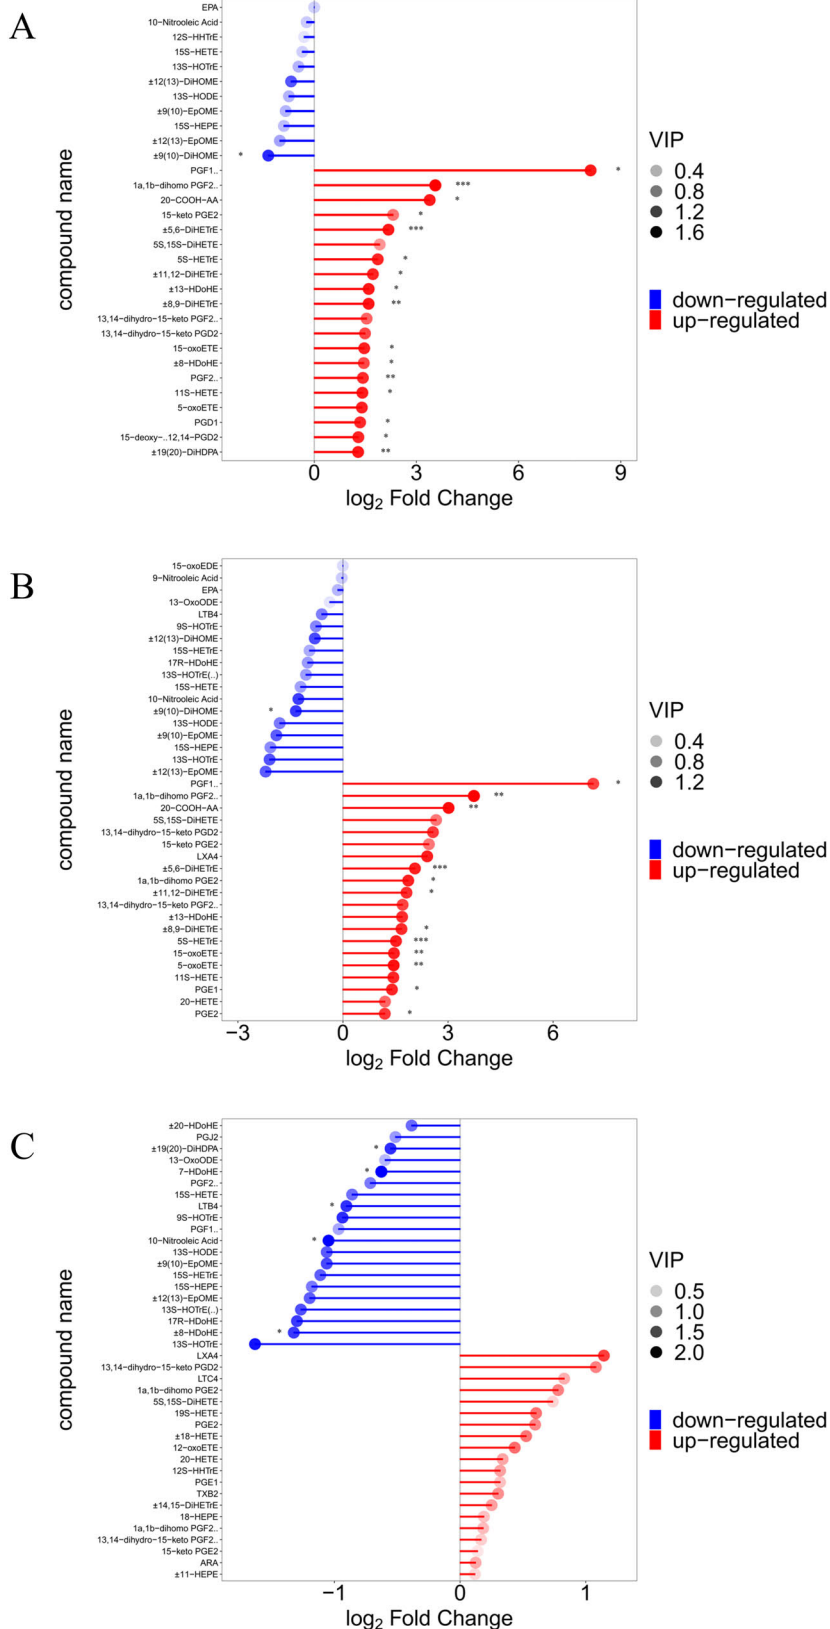 A
EPA
10−Nitrooleic Acid
12S−HHTrE
15S−HETE
13S−HOTrE
±12(13)−DiHOME
13S−HODE
±9(10)−EpOME
15S−HEPE
±12(13)−EpOME
±9(10)−DiHOME *
PGF1.. *
1a,1b−dihomo PGF2.. ***
20−COOH−AA *
15−keto PGE2 *
±5,6−DiHETrE ***
5S,15S−DiHETE
5S−HETrE *
±11,12−DiHETrE *
±13−HDoHE *
±8,9−DiHETrE **
13,14−dihydro−15−keto PGF2..
13,14−dihydro−15−keto PGD2
15−oxoETE *
±8−HDoHE *
PGF2.. **
11S−HETE *
5−oxoETE
PGD1 *
15−deoxy−..12,14−PGD2 *
±19(20)−DiHDPA **
compound name
0 3 6 9
log2 Fold Change
VIP
0.4
0.8
1.2
1.6
down−regulated
up−regulated
B
15−oxoEDE
9−Nitrooleic Acid
EPA
13−OxoODE
LTB4
9S−HOTrE
±12(13)−DiHOME
15S−HETrE
17R−HDoHE
13S−HOTrE(..)
15S−HETE
10−Nitrooleic Acid
±9(10)−DiHOME *
13S−HODE
±9(10)−EpOME
15S−HEPE
13S−HOTrE
±12(13)−EpOME
PGF1.. *
1a,1b−dihomo PGF2.. **
20−COOH−AA **
5S,15S−DiHETE
13,14−dihydro−15−keto PGD2
15−keto PGE2
LXA4
±5,6−DiHETrE ***
1a,1b−dihomo PGE2 *
±11,12−DiHETrE *
13,14−dihydro−15−keto PGF2..
±13−HDoHE
±8,9−DiHETrE *
5S−HETrE ***
15−oxoETE **
5−oxoETE **
11S−HETE
PGE1 *
20−HETE
PGE2 *
compound name
−3 0 3 6
log2 Fold Change
VIP
0.4
0.8
1.2
down−regulated
up−regulated
C
±20−HDoHE
PGJ2
±19(20)−DiHDPA *
13−OxoODE
7−HDoHE *
PGF2..
15S−HETE
LTB4 *
9S−HOTrE
PGF1..
10−Nitrooleic Acid *
13S−HODE
±9(10)−EpOME
15S−HETrE
15S−HEPE
±12(13)−EpOME
13S−HOTrE(..)
17R−HDoHE
±8−HDoHE *
13S−HOTrE
LXA4
13,14−dihydro−15−keto PGD2
LTC4
1a,1b−dihomo PGE2
5S,15S−DiHETE
19S−HETE
PGE2
±18−HETE
12−oxoETE
20−HETE
12S−HHTrE
PGE1
TXB2
±14,15−DiHETrE
18−HEPE
1a,1b−dihomo PGF2..
13,14−dihydro−15−keto PGF2..
15−keto PGE2
ARA
±11−HEPE
compound name
−1 0 1
log2 Fold Change
VIP
0.5
1.0
1.5
2.0
down−regulated
up−regulated